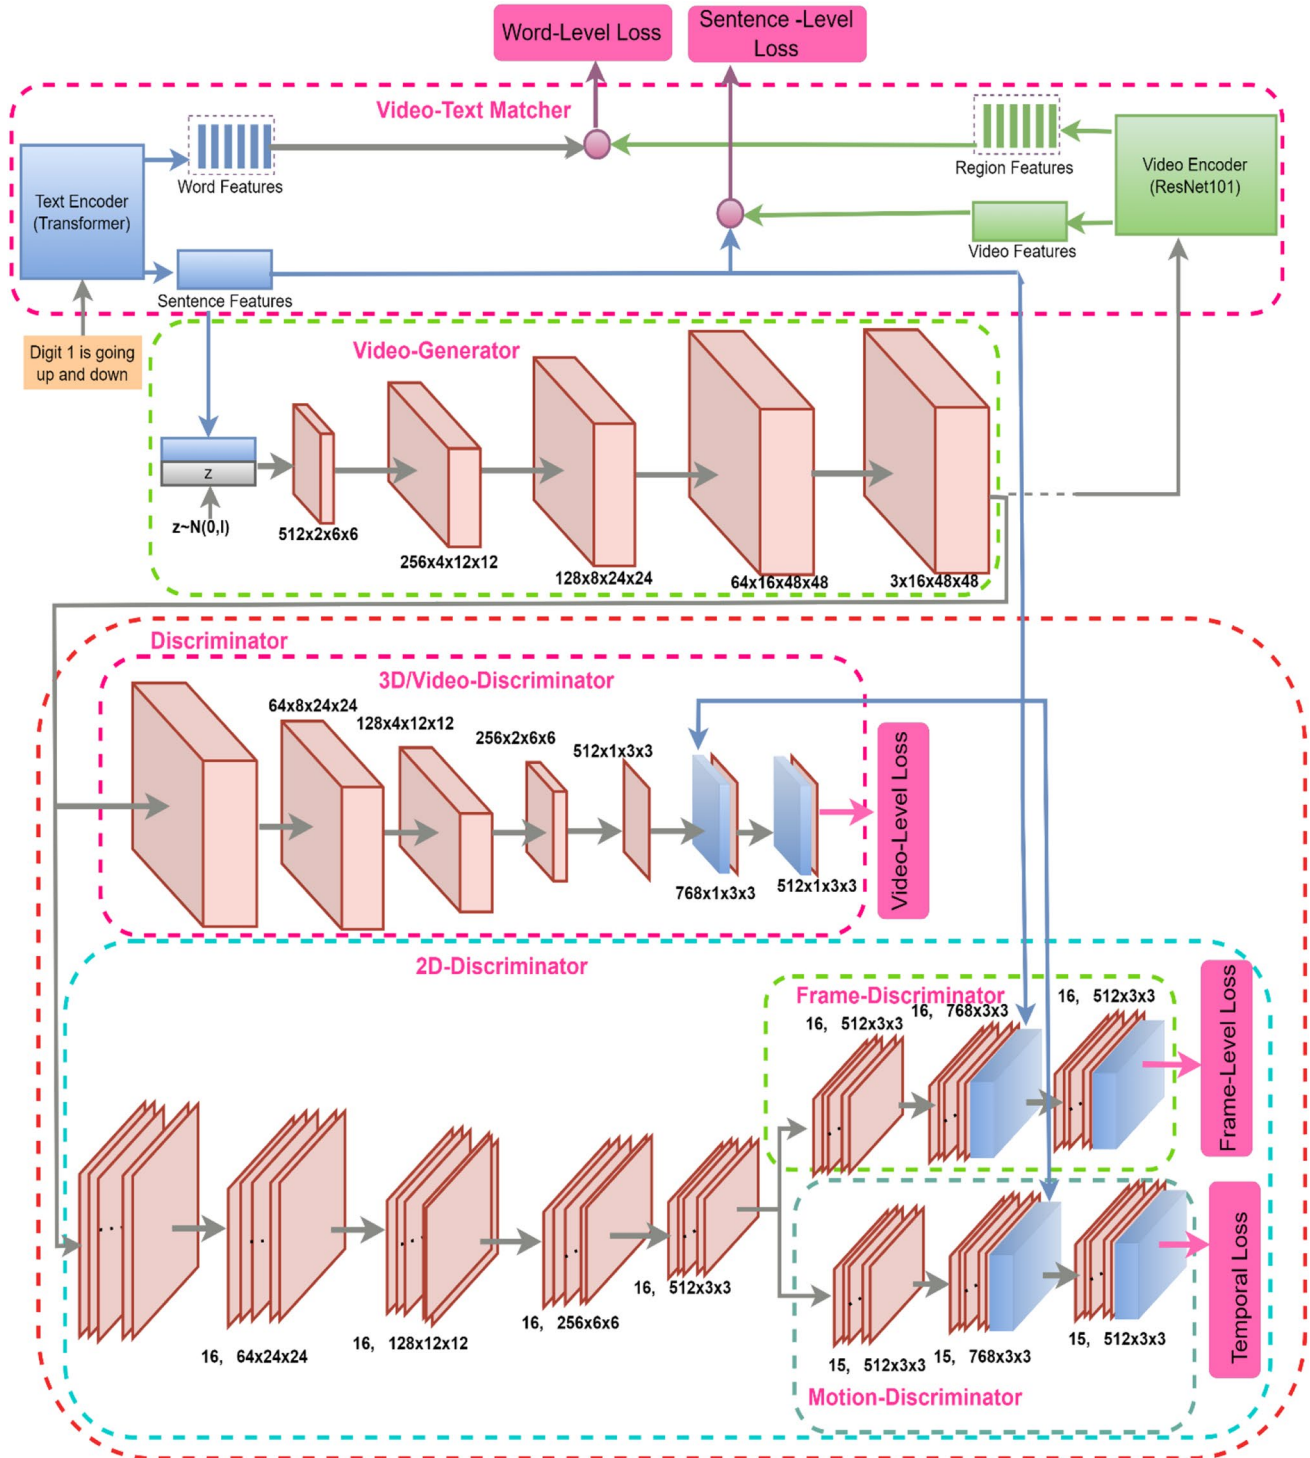 Word-Level Loss
Sentence -Level
Loss
Video-Text Matcher
Word Features
Region Features
Text Encoder
(Transformer)
Video Encoder
(ResNet101)
Video Features
Sentence Features
Digit 1 is going
up and down
Video-Generator
z
z~N(0,I)
512x2x6x6
256x4x12x12
128x8x24x24
64x16x48x48
3x16x48x48
Discriminator
3D/Video-Discriminator
64x8x24x24
128x4x12x12
256x2x6x6
512x1x3x3
768x1x3x3
512x1x3x3
Video-Level Loss
2D-Discriminator
Frame-Discriminator
16, 512x3x3
16, 768x3x3
16, 512x3x3
Frame-Level Loss
16, 64x24x24
16, 128x12x12
16, 256x6x6
16, 512x3x3
15, 512x3x3
15, 768x3x3
15, 512x3x3
Motion-Discriminator
Temporal Loss